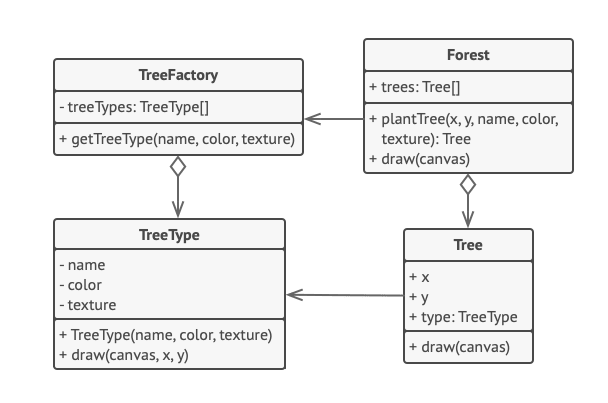 TreeFactory
- treeTypes: TreeType[]
+ getTreeType(name, color, texture)
Forest
+ trees: Tree[]
+ plantTree(x, y, name, color,
texture): Tree
+ draw(canvas)
TreeType
- name
- color
- texture
+ TreeType(name, color, texture)
+ draw(canvas, x, y)
Tree
+ x
+ y
+ type: TreeType
+ draw(canvas)